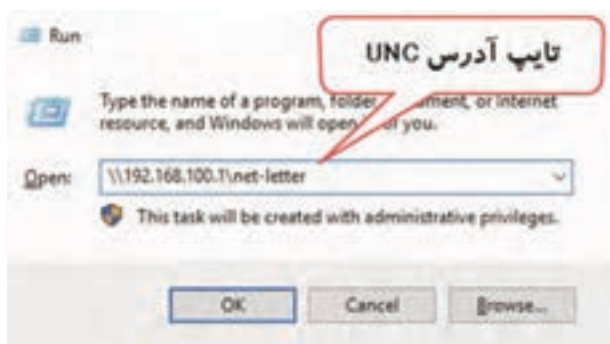 Run
تایپ آدرس UNC
Type the name of a program, folder, document, or Internet
resource, and Windows will open it for you.
Open: \\192.168.100.1\net-letter
This task will be created with administrative privileges.
OK Cancel Browse...